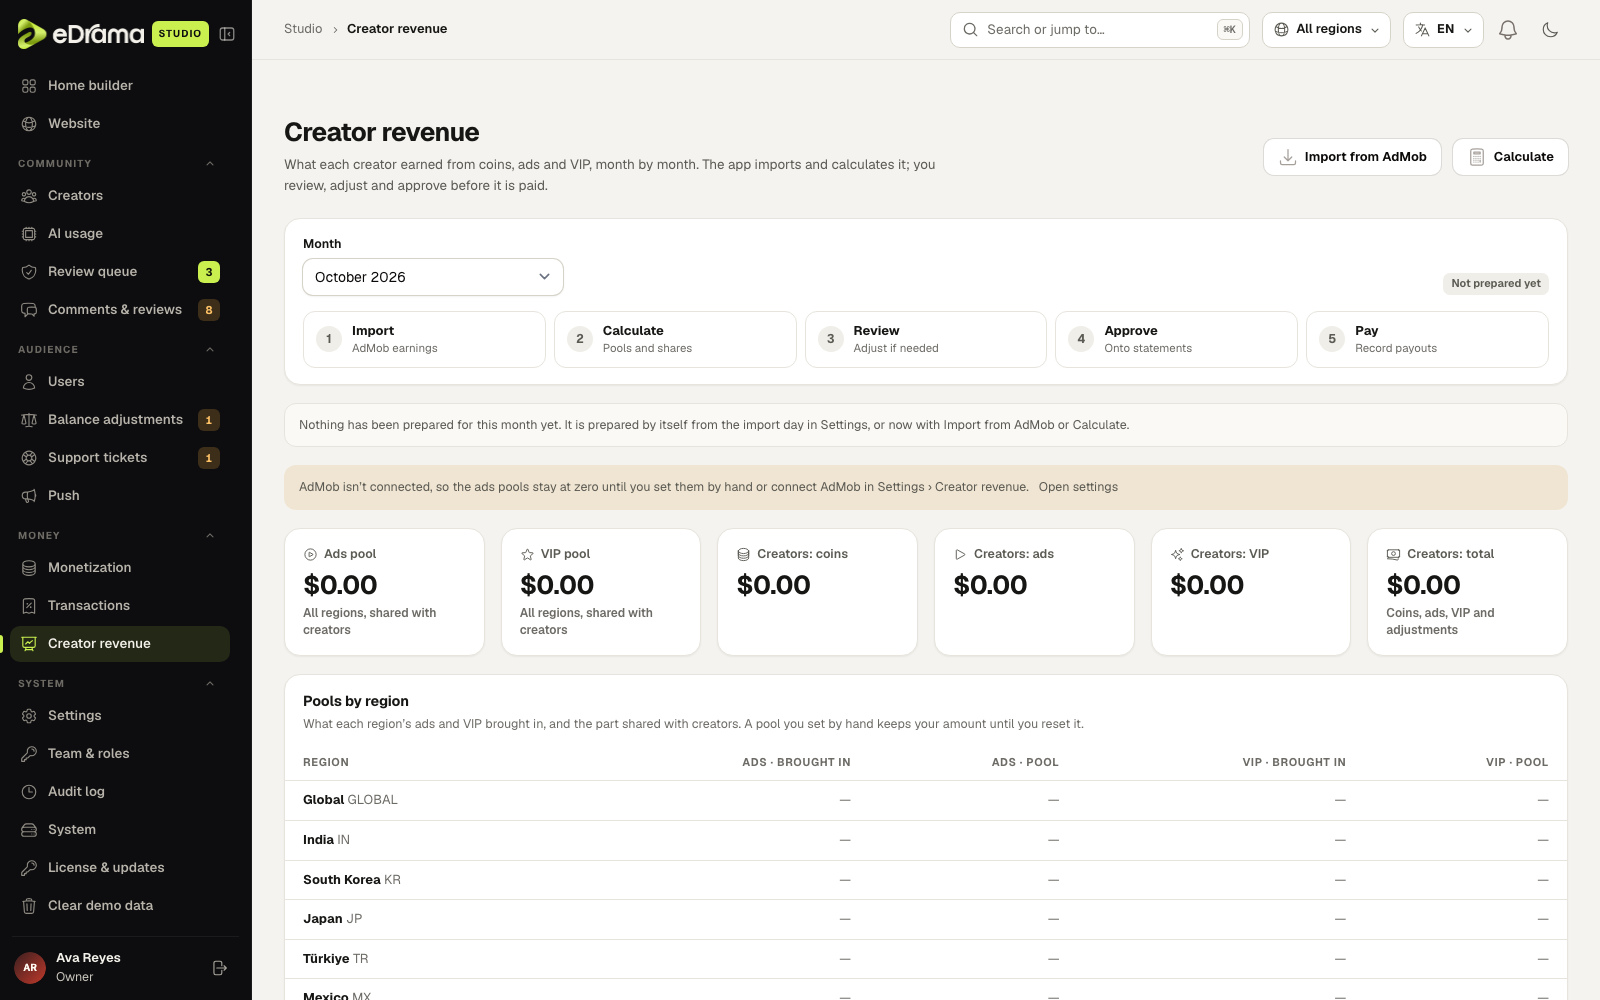 eDrama STUDIO
Home builder
Website
COMMUNITY
Creators
AI usage
Review queue 3
Comments & reviews 8
AUDIENCE
Users
Balance adjustments 1
Support tickets 1
Push
MONEY
Monetization
Transactions
Creator revenue
SYSTEM
Settings
Team & roles
Audit log
System
License & updates
Clear demo data
AR Ava Reyes
Owner
Studio › Creator revenue
Search or jump to… ⌘K
All regions
EN
Creator revenue
What each creator earned from coins, ads and VIP, month by month. The app imports and calculates it; you
review, adjust and approve before it is paid.
Import from AdMob
Calculate
Month
October 2026
Not prepared yet
1 Import
AdMob earnings
2 Calculate
Pools and shares
3 Review
Adjust if needed
4 Approve
Onto statements
5 Pay
Record payouts
Nothing has been prepared for this month yet. It is prepared by itself from the import day in Settings, or now with Import from AdMob or Calculate.
AdMob isn't connected, so the ads pools stay at zero until you set them by hand or connect AdMob in Settings › Creator revenue. Open settings
Ads pool
$0.00
All regions, shared with
creators
VIP pool
$0.00
All regions, shared with
creators
Creators: coins
$0.00
Creators: ads
$0.00
Creators: VIP
$0.00
Creators: total
$0.00
Coins, ads, VIP and
adjustments
Pools by region
What each region's ads and VIP brought in, and the part shared with creators. A pool you set by hand keeps your amount until you reset it.
REGION ADS · BROUGHT IN ADS · POOL VIP · BROUGHT IN VIP · POOL
Global GLOBAL — — — —
India IN — — — —
South Korea KR — — — —
Japan JP — — — —
Türkiye TR — — — —
Mexico MX — — — —